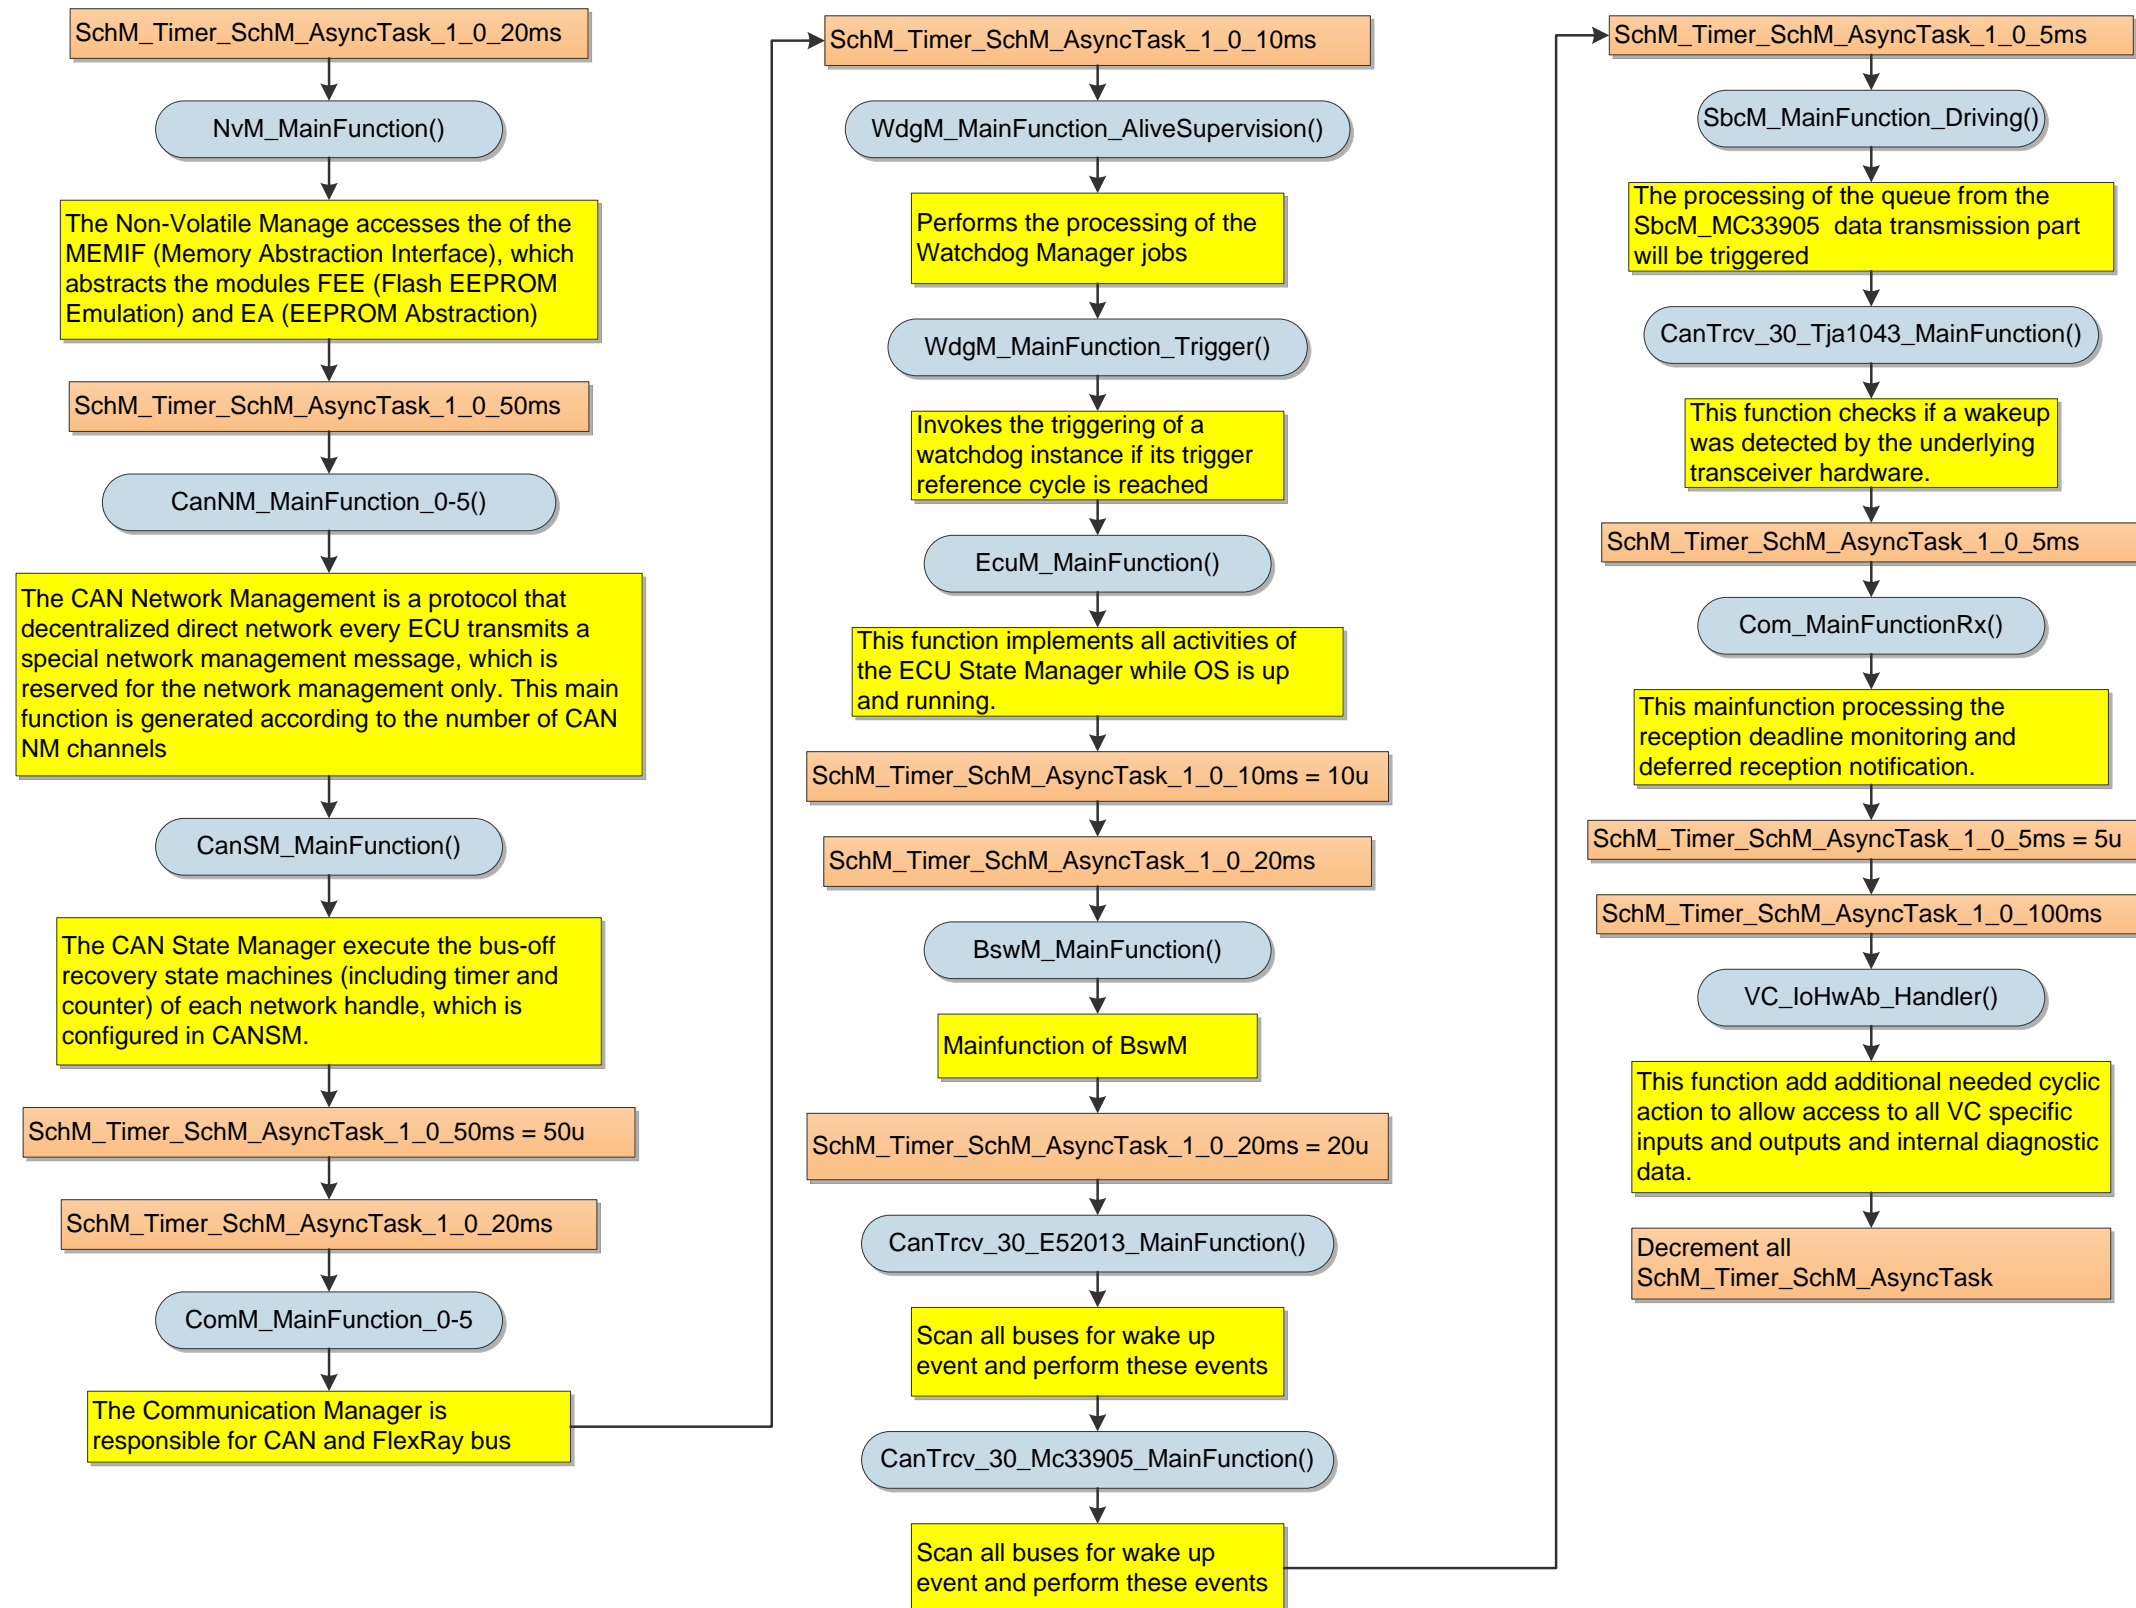 SchM_Timer_SchM_AsyncTask_1_0_20ms
NvM_MainFunction()
The Non-Volatile Manage accesses the of the
MEMIF (Memory Abstraction Interface), which
abstracts the modules FEE (Flash EEPROM
Emulation) and EA (EEPROM Abstraction)
SchM_Timer_SchM_AsyncTask_1_0_50ms
CanNM_MainFunction_0-5()
The CAN Network Management is a protocol that
decentralized direct network every ECU transmits a
special network management message, which is
reserved for the network management only. This main
function is generated according to the number of CAN
NM channels
CanSM_MainFunction()
The CAN State Manager execute the bus-off
recovery state machines (including timer and
counter) of each network handle, which is
configured in CANSM.
SchM_Timer_SchM_AsyncTask_1_0_50ms = 50u
SchM_Timer_SchM_AsyncTask_1_0_20ms
ComM_MainFunction_0-5
The Communication Manager is
responsible for CAN and FlexRay bus
SchM_Timer_SchM_AsyncTask_1_0_10ms
WdgM_MainFunction_AliveSupervision()
Performs the processing of the
Watchdog Manager jobs
WdgM_MainFunction_Trigger()
Invokes the triggering of a
watchdog instance if its trigger
reference cycle is reached
EcuM_MainFunction()
This function implements all activities of
the ECU State Manager while OS is up
and running.
SchM_Timer_SchM_AsyncTask_1_0_10ms = 10u
SchM_Timer_SchM_AsyncTask_1_0_20ms
BswM_MainFunction()
Mainfunction of BswM
SchM_Timer_SchM_AsyncTask_1_0_20ms = 20u
CanTrcv_30_E52013_MainFunction()
Scan all buses for wake up
event and perform these events
CanTrcv_30_Mc33905_MainFunction()
Scan all buses for wake up
event and perform these events
SchM_Timer_SchM_AsyncTask_1_0_5ms
SbcM_MainFunction_Driving()
The processing of the queue from the
SbcM_MC33905  data transmission part
will be triggered
CanTrcv_30_Tja1043_MainFunction()
This function checks if a wakeup
was detected by the underlying
transceiver hardware.
SchM_Timer_SchM_AsyncTask_1_0_5ms
Com_MainFunctionRx()
This mainfunction processing the
reception deadline monitoring and
deferred reception notification.
SchM_Timer_SchM_AsyncTask_1_0_5ms = 5u
SchM_Timer_SchM_AsyncTask_1_0_100ms
VC_IoHwAb_Handler()
This function add additional needed cyclic
action to allow access to all VC specific
inputs and outputs and internal diagnostic
data.
Decrement all
SchM_Timer_SchM_AsyncTask